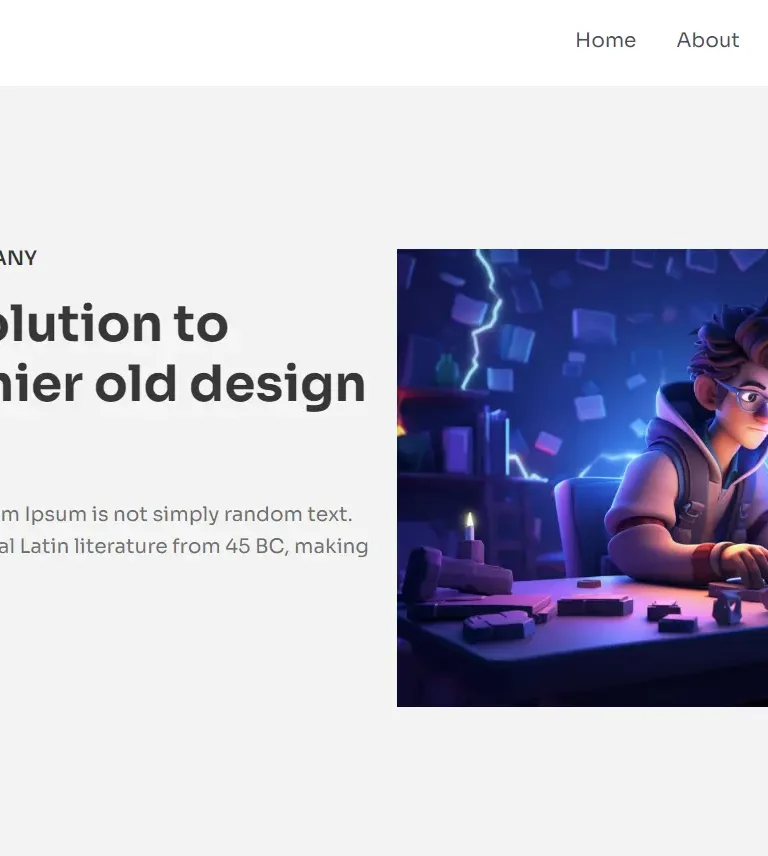 Home About
ANY
olution to
nier old design
m Ipsum is not simply random text.
al Latin literature from 45 BC, making